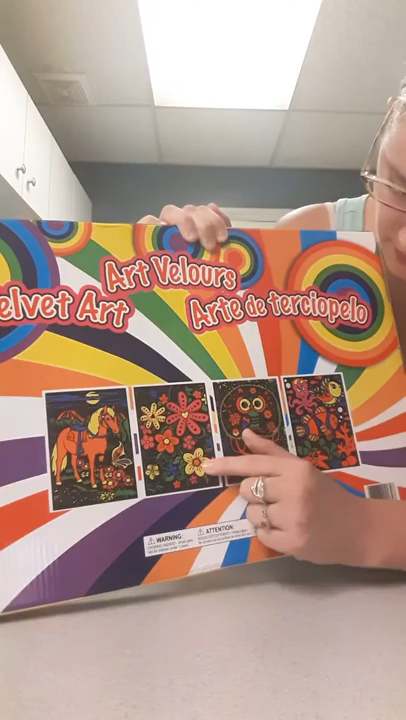 Art Velours
elvet Art
Arte de terciopelo
WARNING:
ATTENTION: